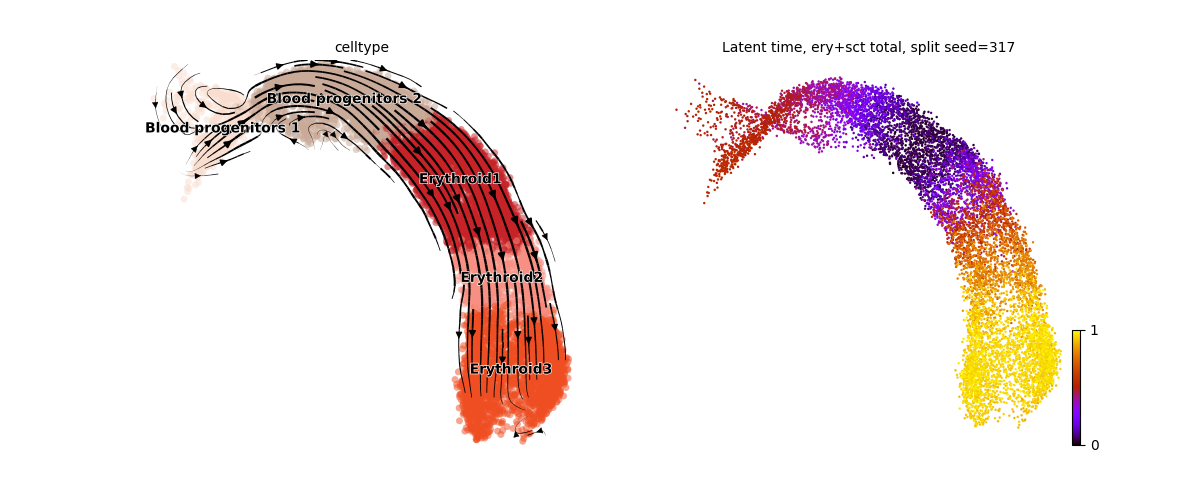 celltype
Blood progenitors 2
Blood progenitors 1
Erythroid1
Erythroid2
Erythroid3
Latent time, ery+sct total, split seed=317
1
0